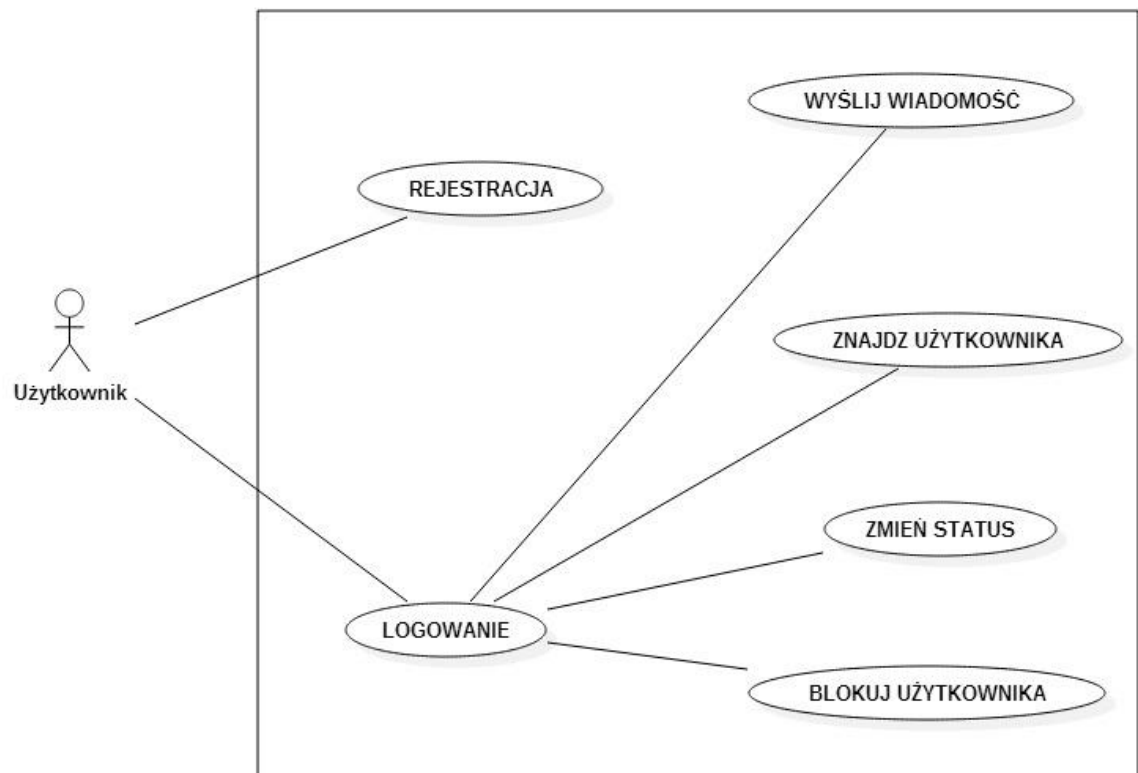 WYŚLIJ WIADOMOŚĆ
REJESTRACJA
ZNAJDZ UŻYTKOWNIKA
Użytkownik
ZMIEŃ STATUS
LOGOWANIE
BLOKUJ UŻYTKOWNIKA